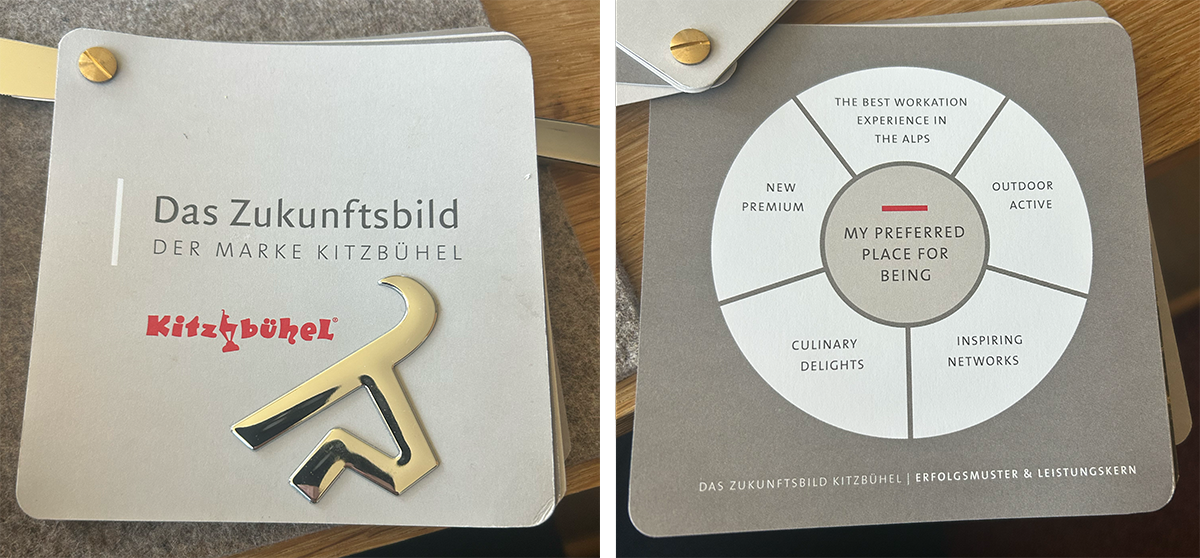 Das Zukunftsbild
DER MARKE KITZBÜHEL
Kitzbühel®
THE BEST WORKATION
EXPERIENCE IN
THE ALPS
NEW
PREMIUM
OUTDOOR
ACTIVE
MY PREFERRED
PLACE FOR
BEING
CULINARY
DELIGHTS
INSPIRING
NETWORKS
DAS ZUKUNFTSBILD KITZBÜHEL | ERFOLGSMUSTER & LEISTUNGSKERN